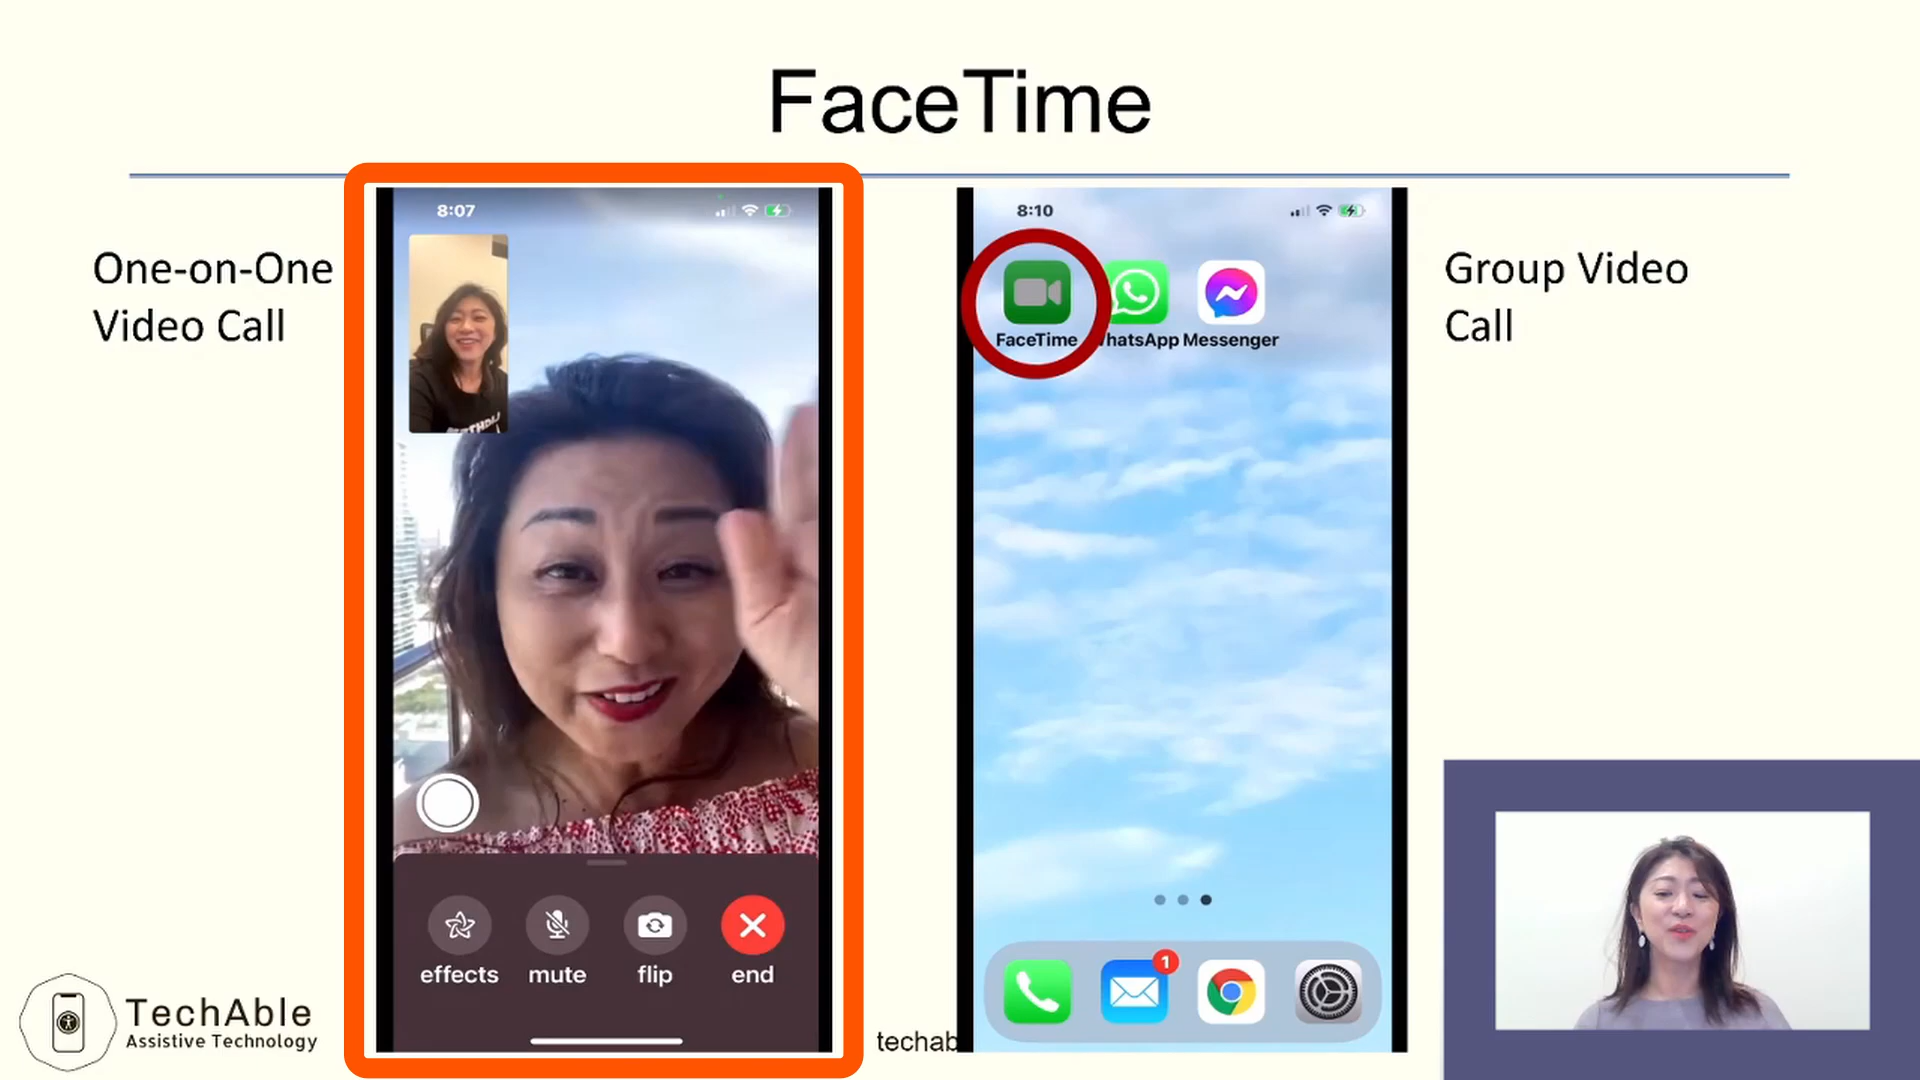 FaceTime
One-on-One
Video Call
8:07
effects
mute
flip
end
8:10
FaceTime
hatsApp
Messenger
1
Group Video
Call
TechAble
Assistive Technology
techab